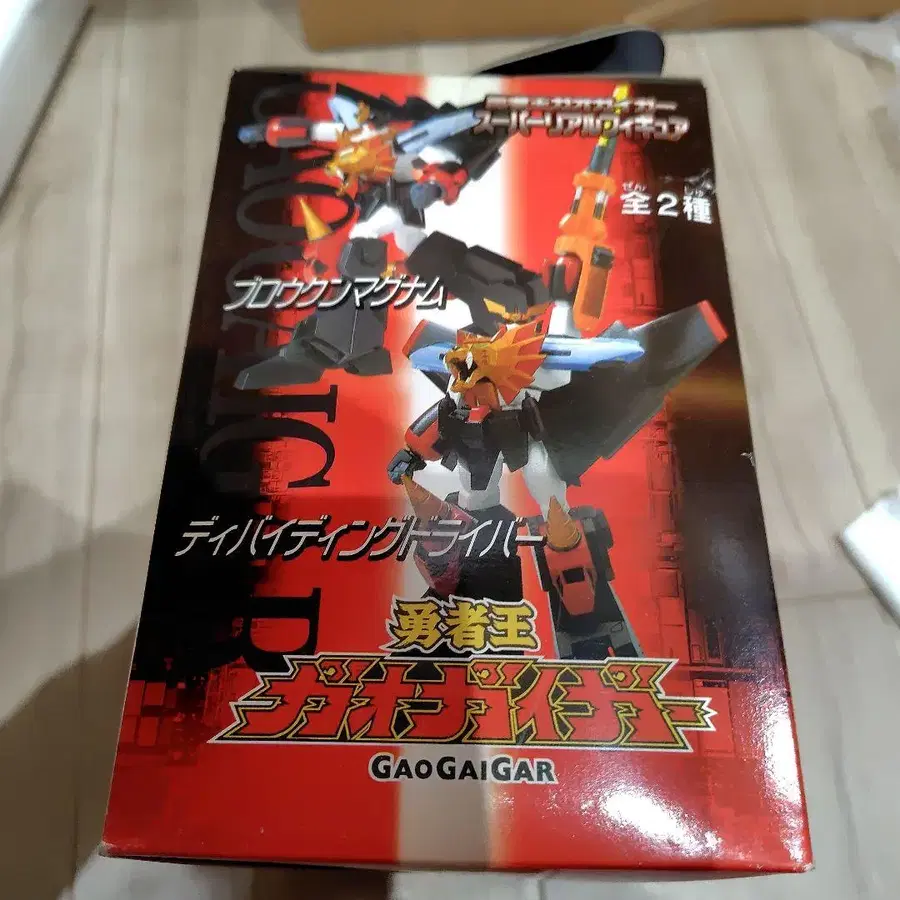 勇者王ガオガイガー
スーパーリアルフィギュア
ぜん しゅ
全2種
ブロウクンマグナム
ディバイディングドライバー
勇者王
ガオガイガー
GAOGAIGAR
GAOGAIG R